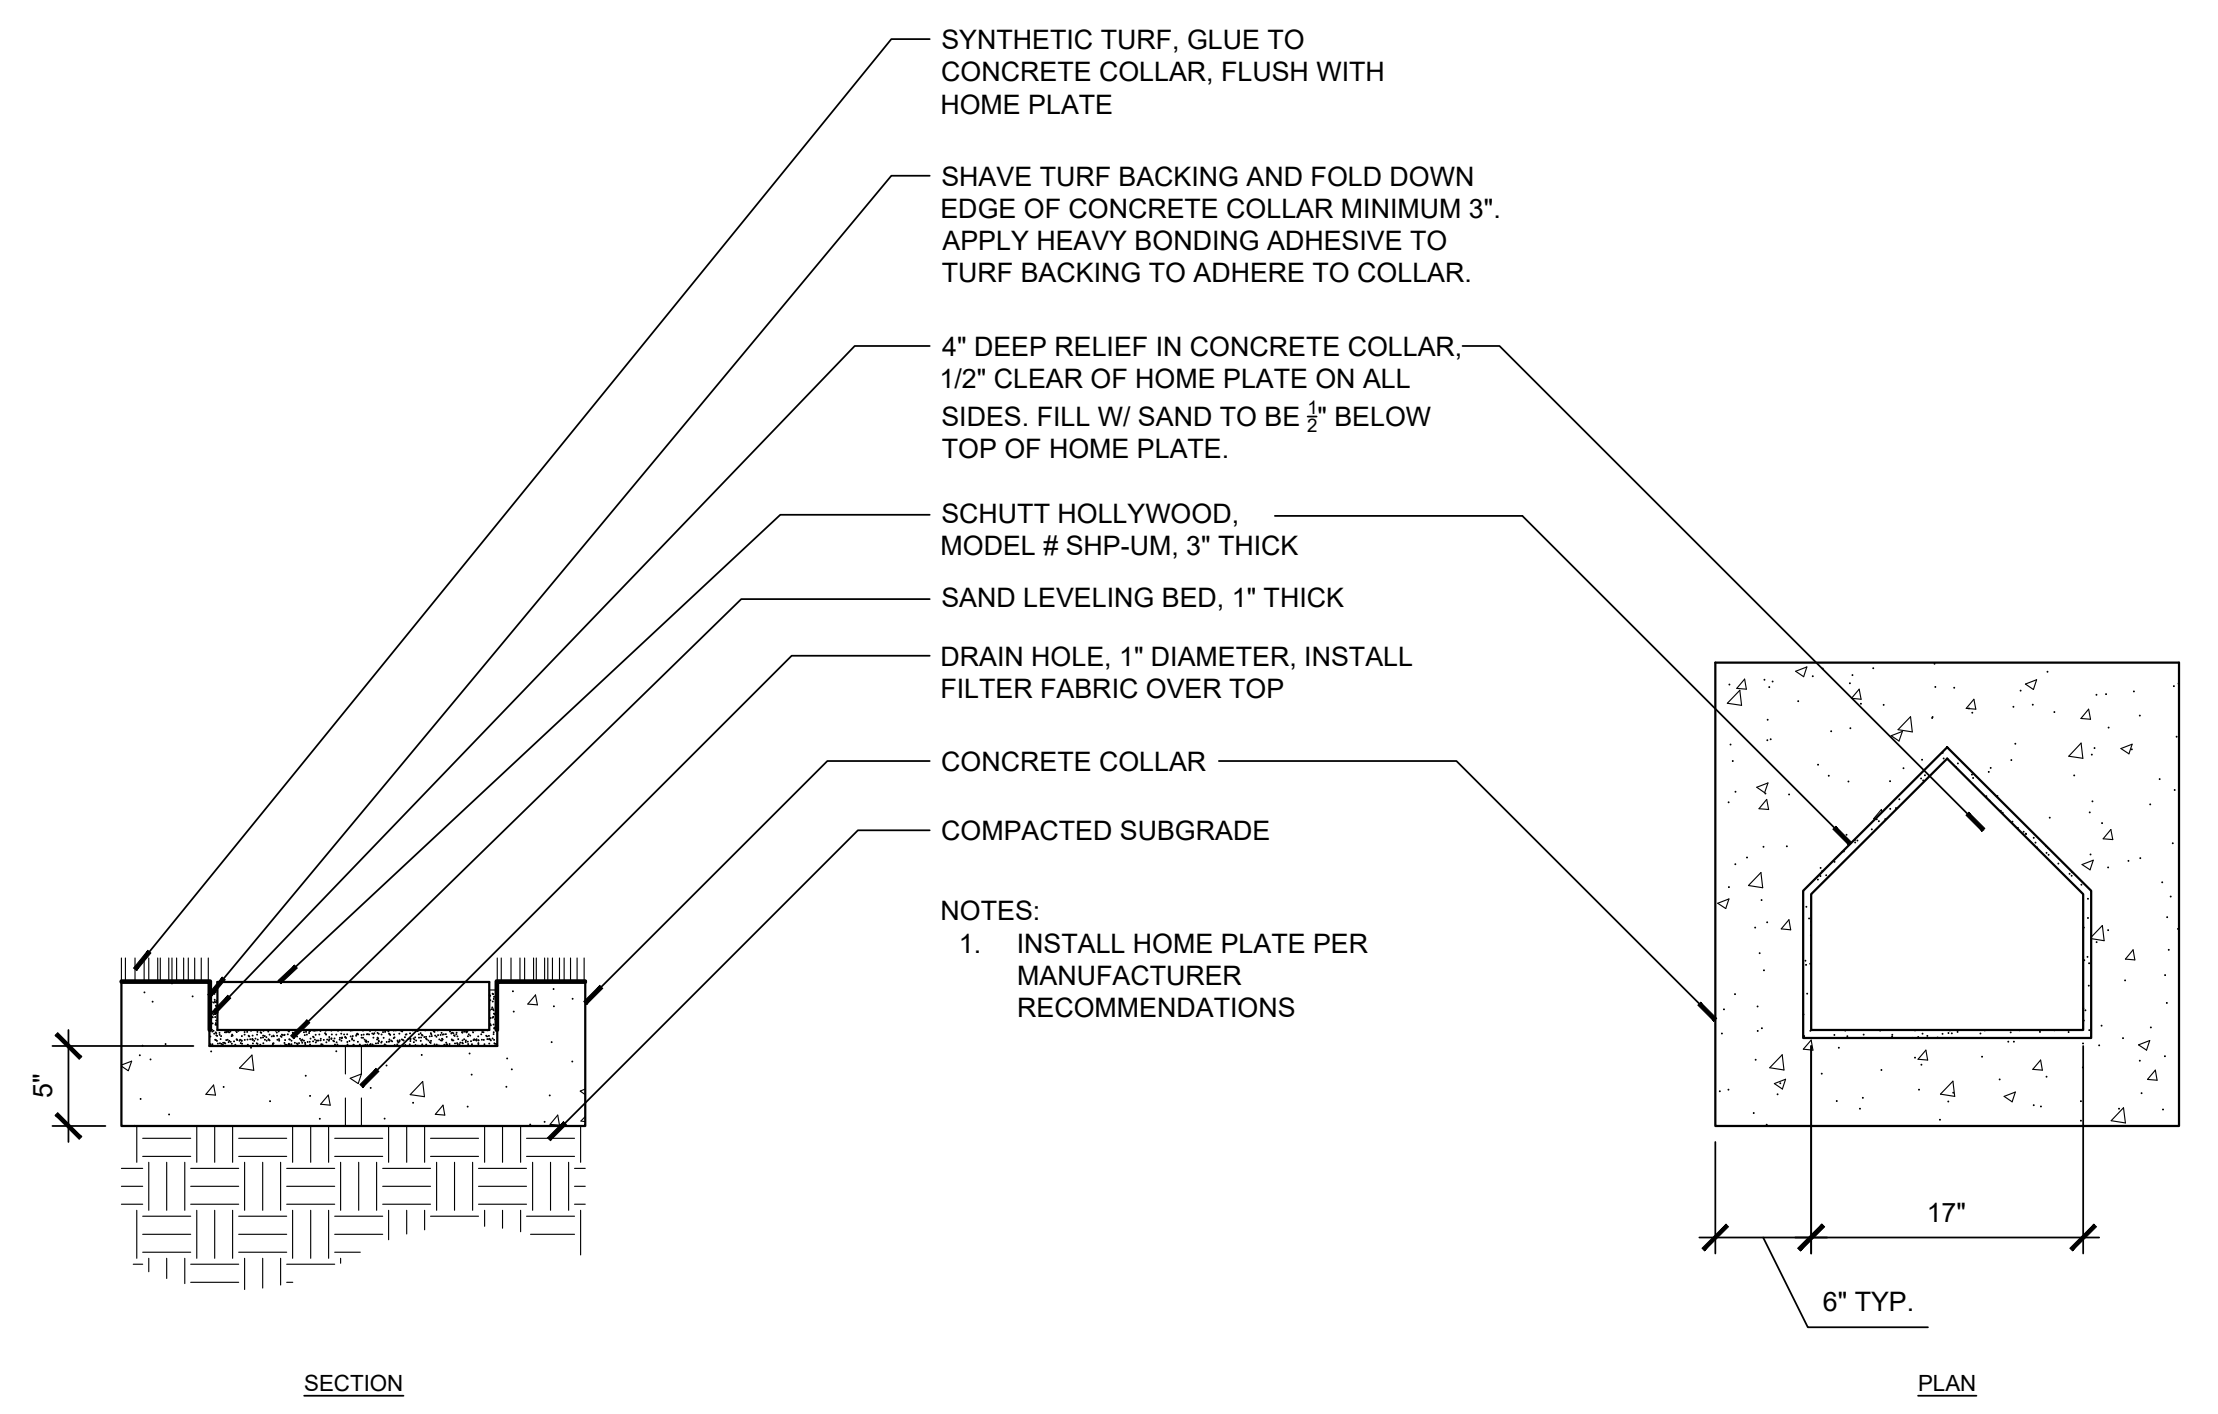 SYNTHETIC TURF, GLUE TO
CONCRETE COLLAR, FLUSH WITH
HOME PLATE
SHAVE TURF BACKING AND FOLD DOWN
EDGE OF CONCRETE COLLAR MINIMUM 3".
APPLY HEAVY BONDING ADHESIVE TO
TURF BACKING TO ADHERE TO COLLAR.
4" DEEP RELIEF IN CONCRETE COLLAR,
1/2" CLEAR OF HOME PLATE ON ALL
SIDES. FILL W/ SAND TO BE ½" BELOW
TOP OF HOME PLATE.
SCHUTT HOLLYWOOD,
MODEL # SHP-UM, 3" THICK
SAND LEVELING BED, 1" THICK
DRAIN HOLE, 1" DIAMETER, INSTALL
FILTER FABRIC OVER TOP
CONCRETE COLLAR
COMPACTED SUBGRADE
NOTES:
1. INSTALL HOME PLATE PER
MANUFACTURER
RECOMMENDATIONS
5"
17"
6" TYP.
SECTION
PLAN